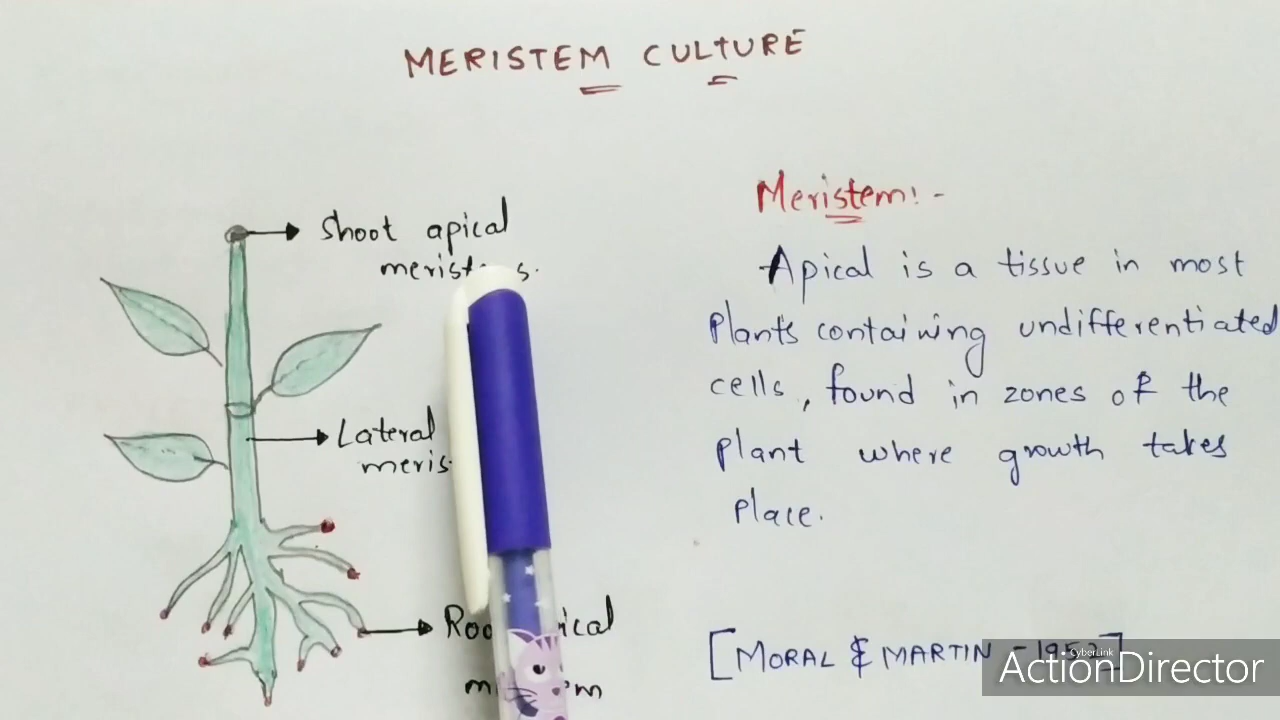 MERISTEM CULTURE
Shoot apical
Lateral
Meristem:-
Apical is a tissue in most
Plants containing undifferentiated
cells, found in zones of the
plant where growth takes
Place.
[MORAL & MARTIN -
CyberLink
ActionDirector